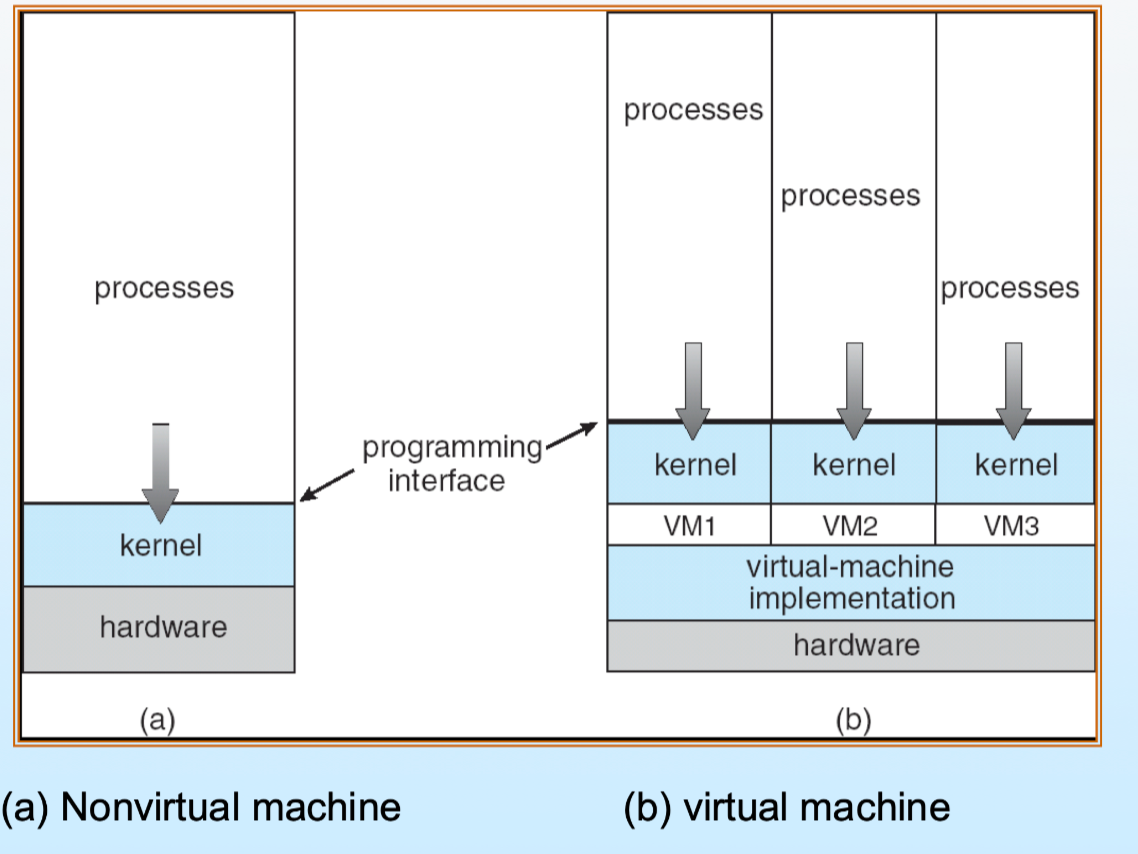 processes
processes
processes
processes
programming
interface
kernel
kernel
kernel
kernel
VM1
VM2
VM3
virtual-machine
implementation
hardware
hardware
(a)
(b)
(a) Nonvirtual machine
(b) virtual machine